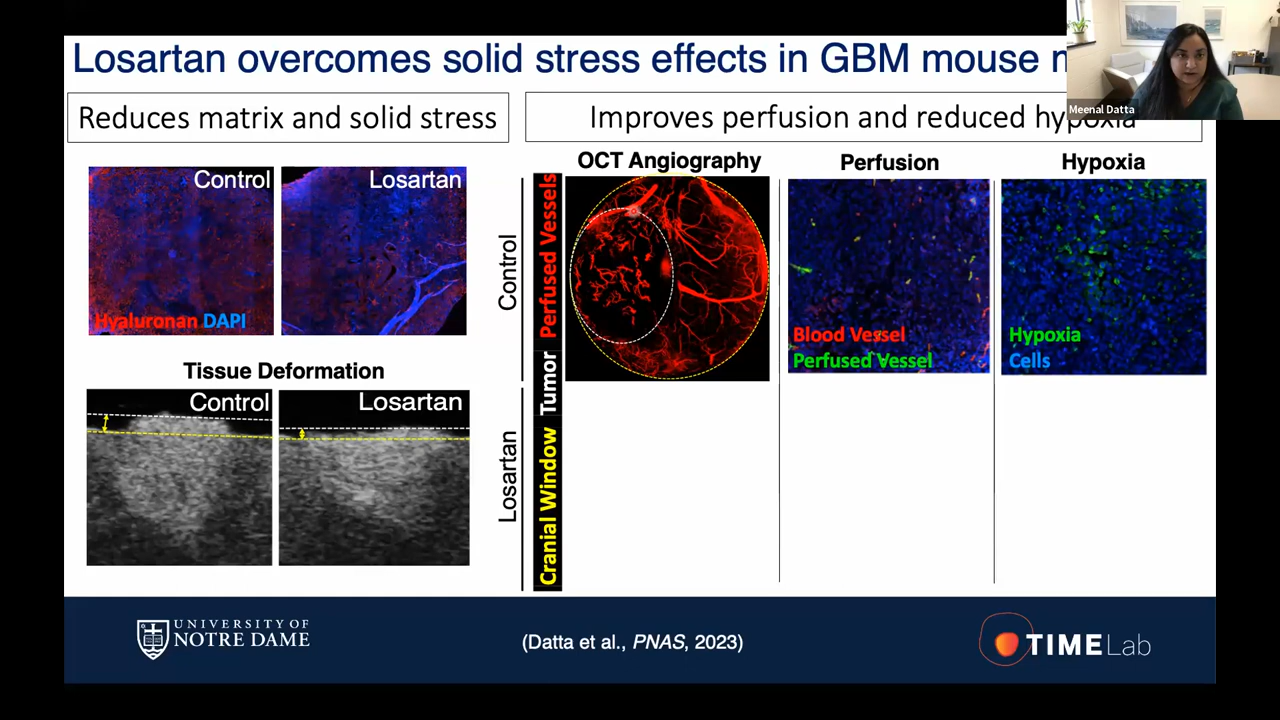 Losartan overcomes solid stress effects in GBM mouse
Meenal Datta
Reduces matrix and solid stress
Improves perfusion and reduced hypoxia
Control
Losartan
Hyaluronan DAPI
Tissue Deformation
Control
Losartan
OCT Angiography
Perfusion
Hypoxia
Control
Losartan
Perfused Vessels
Tumor
Cranial Window
Blood Vessel
Perfused Vessel
Hypoxia
Cells
UNIVERSITY OF
NOTRE DAME
(Datta et al., PNAS, 2023)
TIME Lab